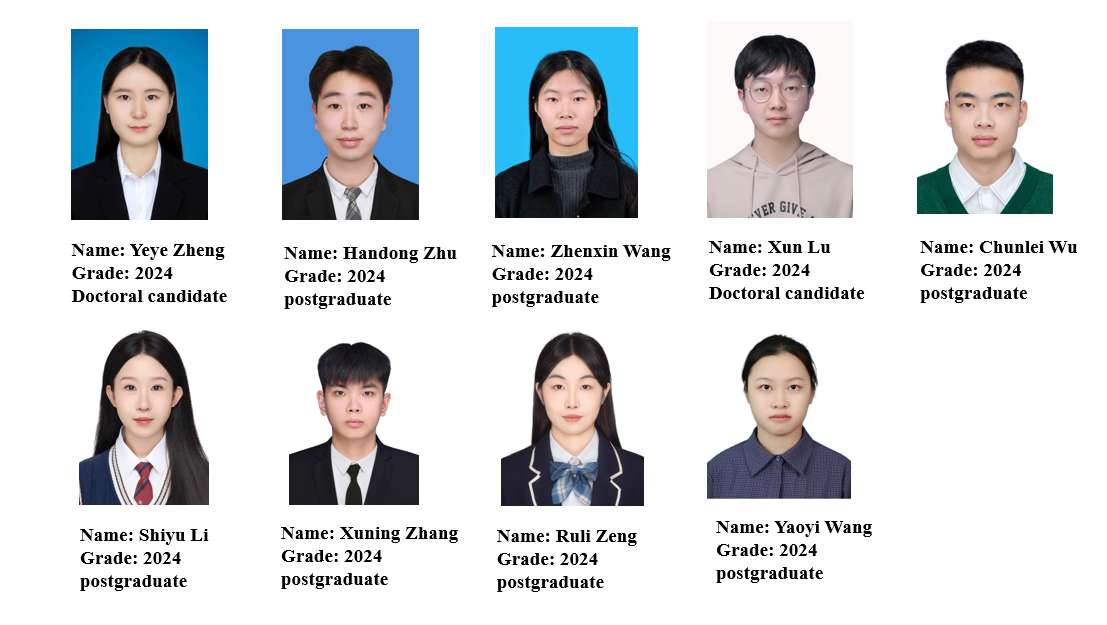 VER GIV
Name: Yeye Zheng
Grade: 2024
Doctoral candidate
Name: Handong Zhu
Grade: 2024
postgraduate
Name: Zhenxin Wang
Grade: 2024
postgraduate
Name: Xun Lu
Grade: 2024
Doctoral candidate
Name: Chunlei Wu
Grade: 2024
postgraduate
Name: Shiyu Li
Grade: 2024
postgraduate
Name: Xuning Zhang
Grade: 2024
postgraduate
Name: Ruli Zeng
Grade: 2024
postgraduate
Name: Yaoyi Wang
Grade: 2024
postgraduate